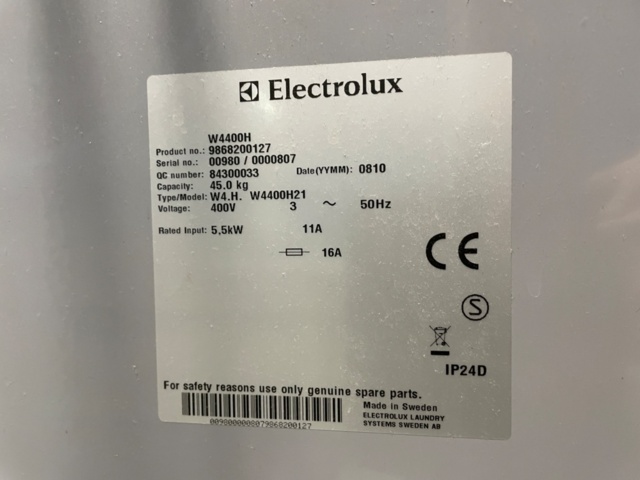 Electrolux
W4400H
Product no.: 9868200127
Serial no.: 00980 / 0000807
QC number: 84300033 Date(YYMM): 0810
Capacity: 45.0 kg
Type/Model: W4.H. W4400H21
Voltage: 400V 3 ~ 50Hz
Rated Input: 5,5kW 11A
16A
CE
S
IP24D
For safety reasons use only genuine spare parts.
Made in Sweden
ELECTROLUX LAUNDRY
SYSTEMS SWEDEN AB
0098000008079868200127